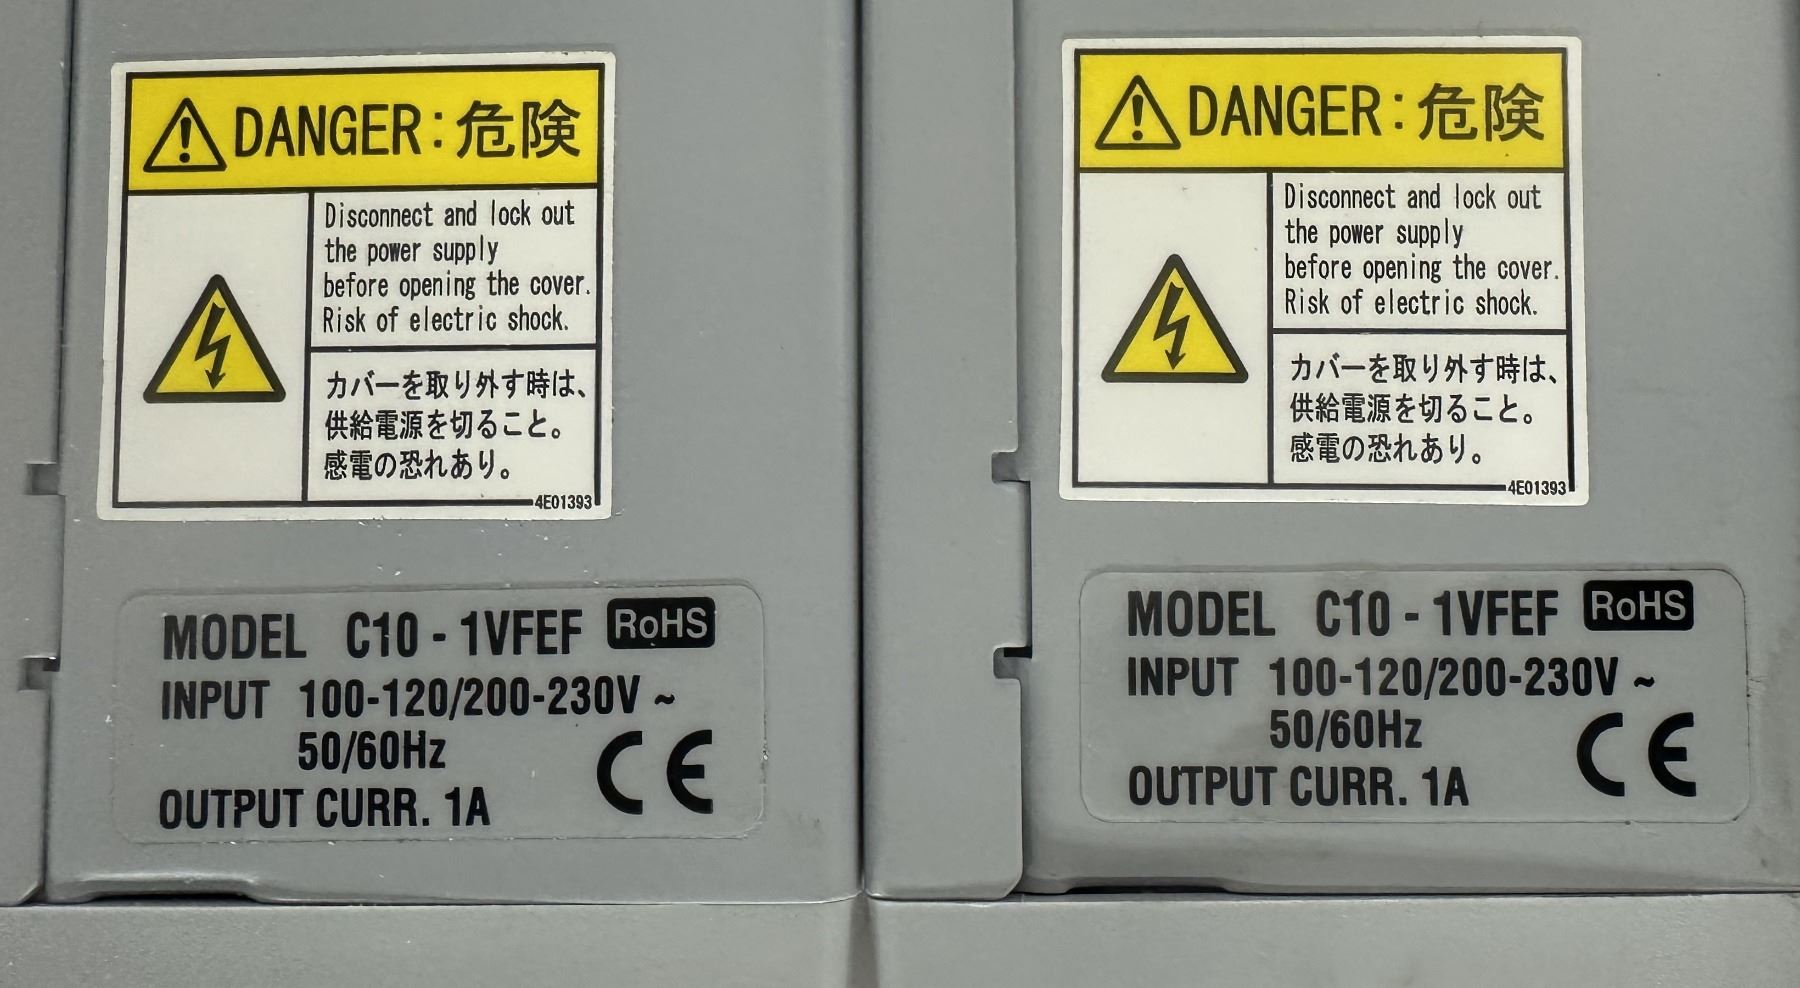 DANGER:危険
Disconnect and lock out
the power supply
before opening the cover.
Risk of electric shock.
カバーを取り外す時は、
供給電源を切ること。
感電の恐れあり。
4E01393
MODEL C10 - 1VFEF RoHS
INPUT 100-120/200-230V ~
50/60Hz
CE
OUTPUT CURR. 1A
DANGER:危険
Disconnect and lock out
the power supply
before opening the cover.
Risk of electric shock.
カバーを取り外す時は、
供給電源を切ること。
感電の恐れあり。
4E01393
MODEL C10 - 1VFEF RoHS
INPUT 100-120/200-230V ~
50/60Hz
CE
OUTPUT CURR. 1A